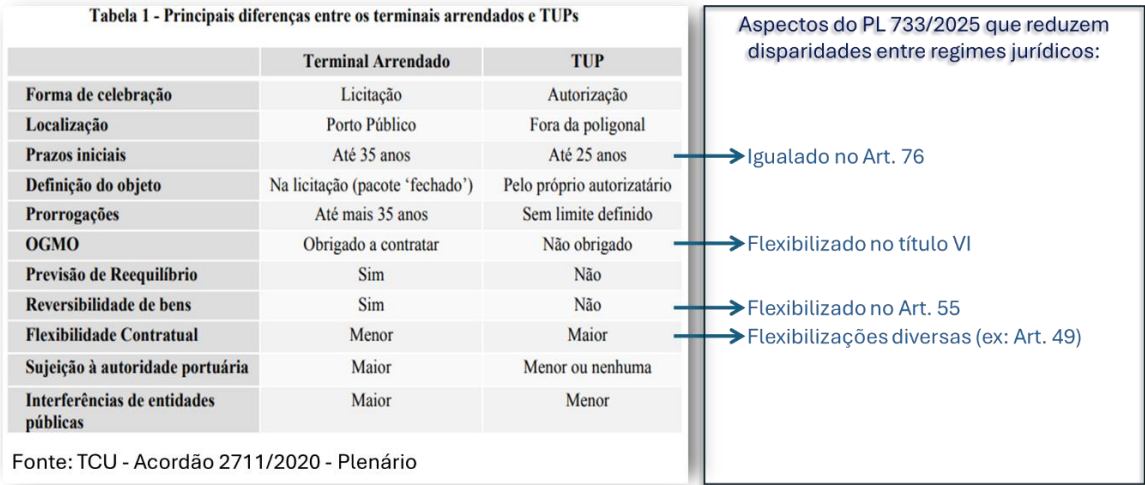 Tabela 1 - Principais diferenças entre os terminais arrendados e TUPs
Terminal Arrendado TUP
Forma de celebração Licitação Autorização
Localização Porto Público Fora da poligonal
Prazos iniciais Até 35 anos Até 25 anos
Definição do objeto Na licitação (pacote ‘fechado’) Pelo próprio autorizatário
Prorrogações Até mais 35 anos Sem limite definido
OGMO Obrigado a contratar Não obrigado
Previsão de Reequilíbrio Sim Não
Reversibilidade de bens Sim Não
Flexibilidade Contratual Menor Maior
Sujeição à autoridade portuária Maior Menor ou nenhuma
Interferências de entidades Maior Menor
públicas
Fonte: TCU - Acordão 2711/2020 - Plenário
Aspectos do PL 733/2025 que reduzem
disparidades entre regimes jurídicos:
Igualado no Art. 76
Flexibilizado no título VI
Flexibilizado no Art. 55
Flexibilizações diversas (ex: Art. 49)